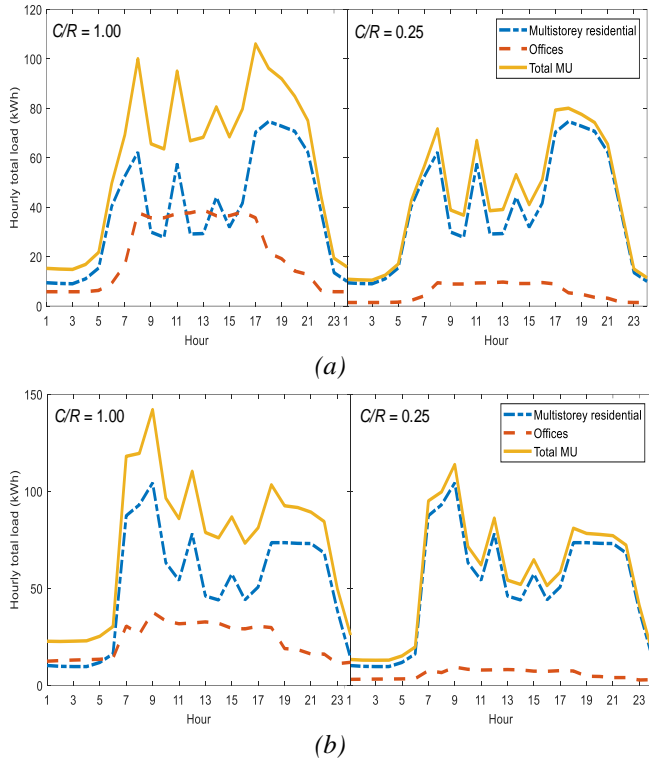 C/R = 1.00
C/R = 0.25
Multistorey residential
Offices
Total MU
Hourly total load (kWh)
120
100
80
60
40
20
0
1 3 5 7 9 11 13 15 17 19 21 23 1 3 5 7 9 11 13 15 17 19 21 23
Hour
Hour
(a)
C/R = 1.00
C/R = 0.25
Multistorey residential
Offices
Total MU
Hourly total load (kWh)
150
100
50
0
1 3 5 7 9 11 13 15 17 19 21 23 1 3 5 7 9 11 13 15 17 19 21 23
Hour
Hour
(b)